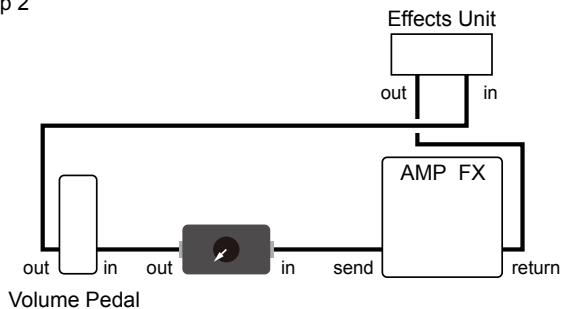 p 2
Effects Unit
out in
AMP FX
out in out in send return
Volume Pedal